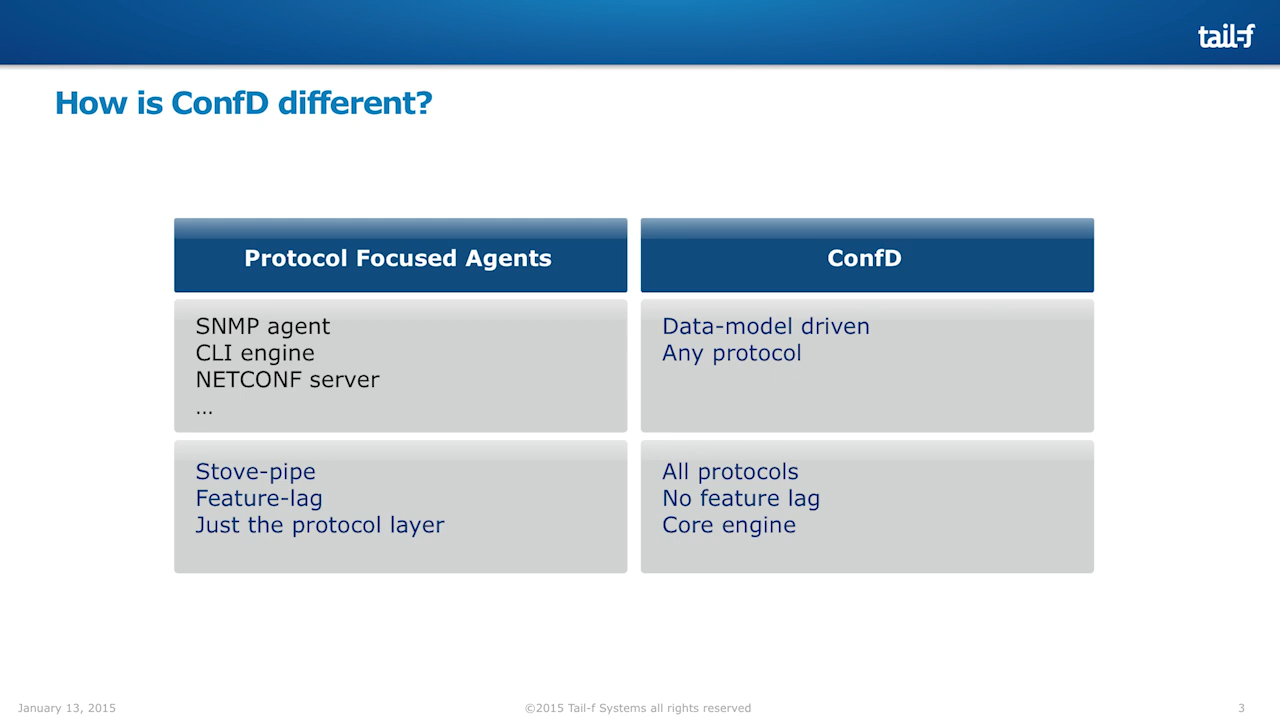 tail-f
How is ConfD different?
Protocol Focused Agents
ConfD
SNMP agent
CLI engine
NETCONF server
…
Data-model driven
Any protocol
Stove-pipe
Feature-lag
Just the protocol layer
All protocols
No feature lag
Core engine
January 13, 2015
©2015 Tail-f Systems all rights reserved
3